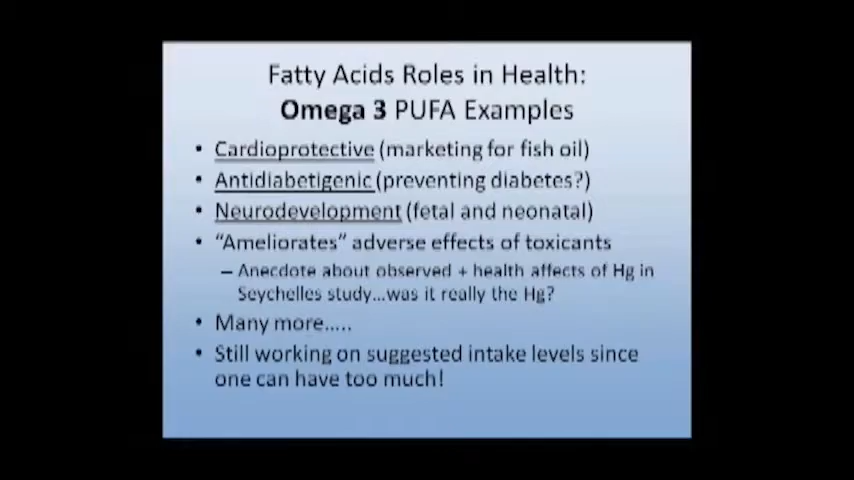 Fatty Acids Roles in Health:
Omega 3 PUFA Examples
• Cardioprotective (marketing for fish oil)
• Antidiabetigenic (preventing diabetes?)
• Neurodevelopment (fetal and neonatal)
• “Ameliorates” adverse effects of toxicants
– Anecdote about observed + health affects of Hg in
Seychelles study...was it really the Hg?
• Many more.....
• Still working on suggested intake levels since
one can have too much!